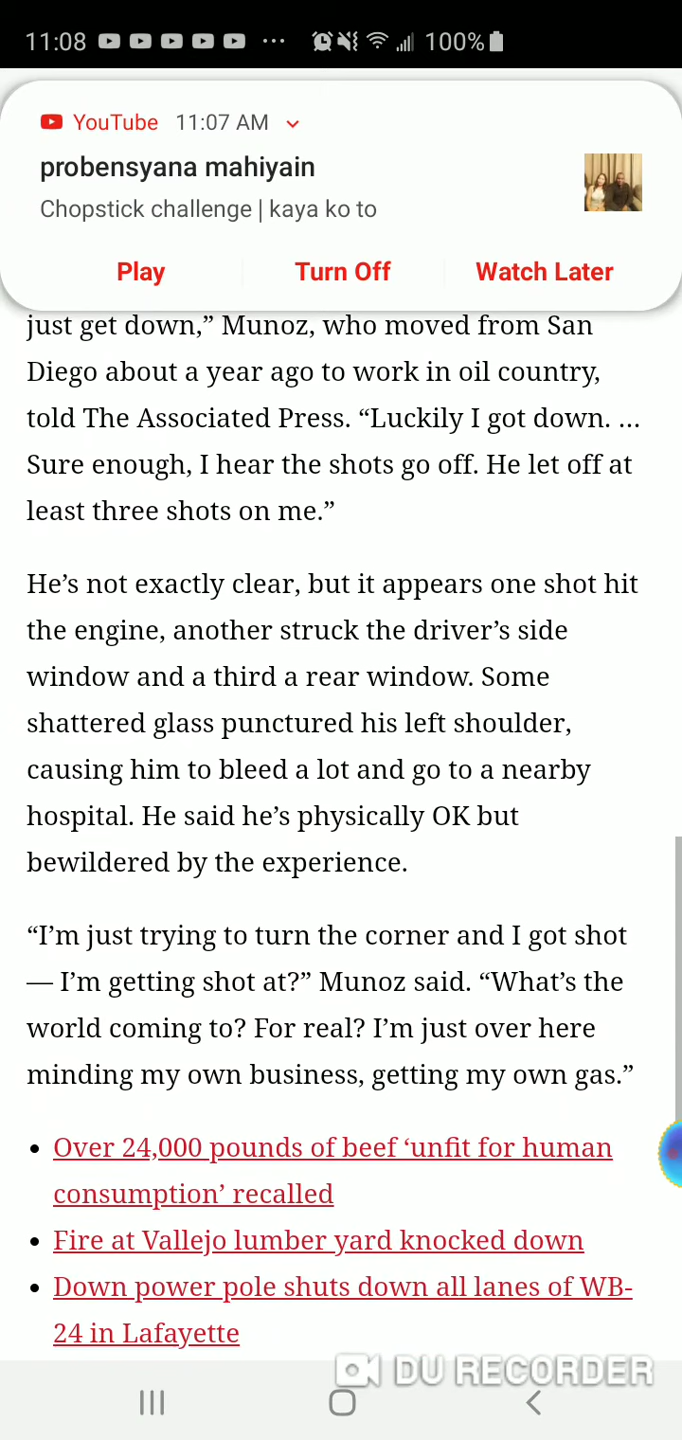 11:08 ... 100%
YouTube 11:07 AM
probensyana mahiyain
Chopstick challenge | kaya ko to
Play Turn Off Watch Later
just get down,” Munoz, who moved from San
Diego about a year ago to work in oil country,
told The Associated Press. “Luckily I got down. …
Sure enough, I hear the shots go off. He let off at
least three shots on me.”
He’s not exactly clear, but it appears one shot hit
the engine, another struck the driver’s side
window and a third a rear window. Some
shattered glass punctured his left shoulder,
causing him to bleed a lot and go to a nearby
hospital. He said he’s physically OK but
bewildered by the experience.
“I’m just trying to turn the corner and I got shot
— I’m getting shot at?” Munoz said. “What’s the
world coming to? For real? I’m just over here
minding my own business, getting my own gas.”
• Over 24,000 pounds of beef ‘unfit for human
consumption’ recalled
• Fire at Vallejo lumber yard knocked down
• Down power pole shuts down all lanes of WB-
24 in Lafayette
DU RECORDER